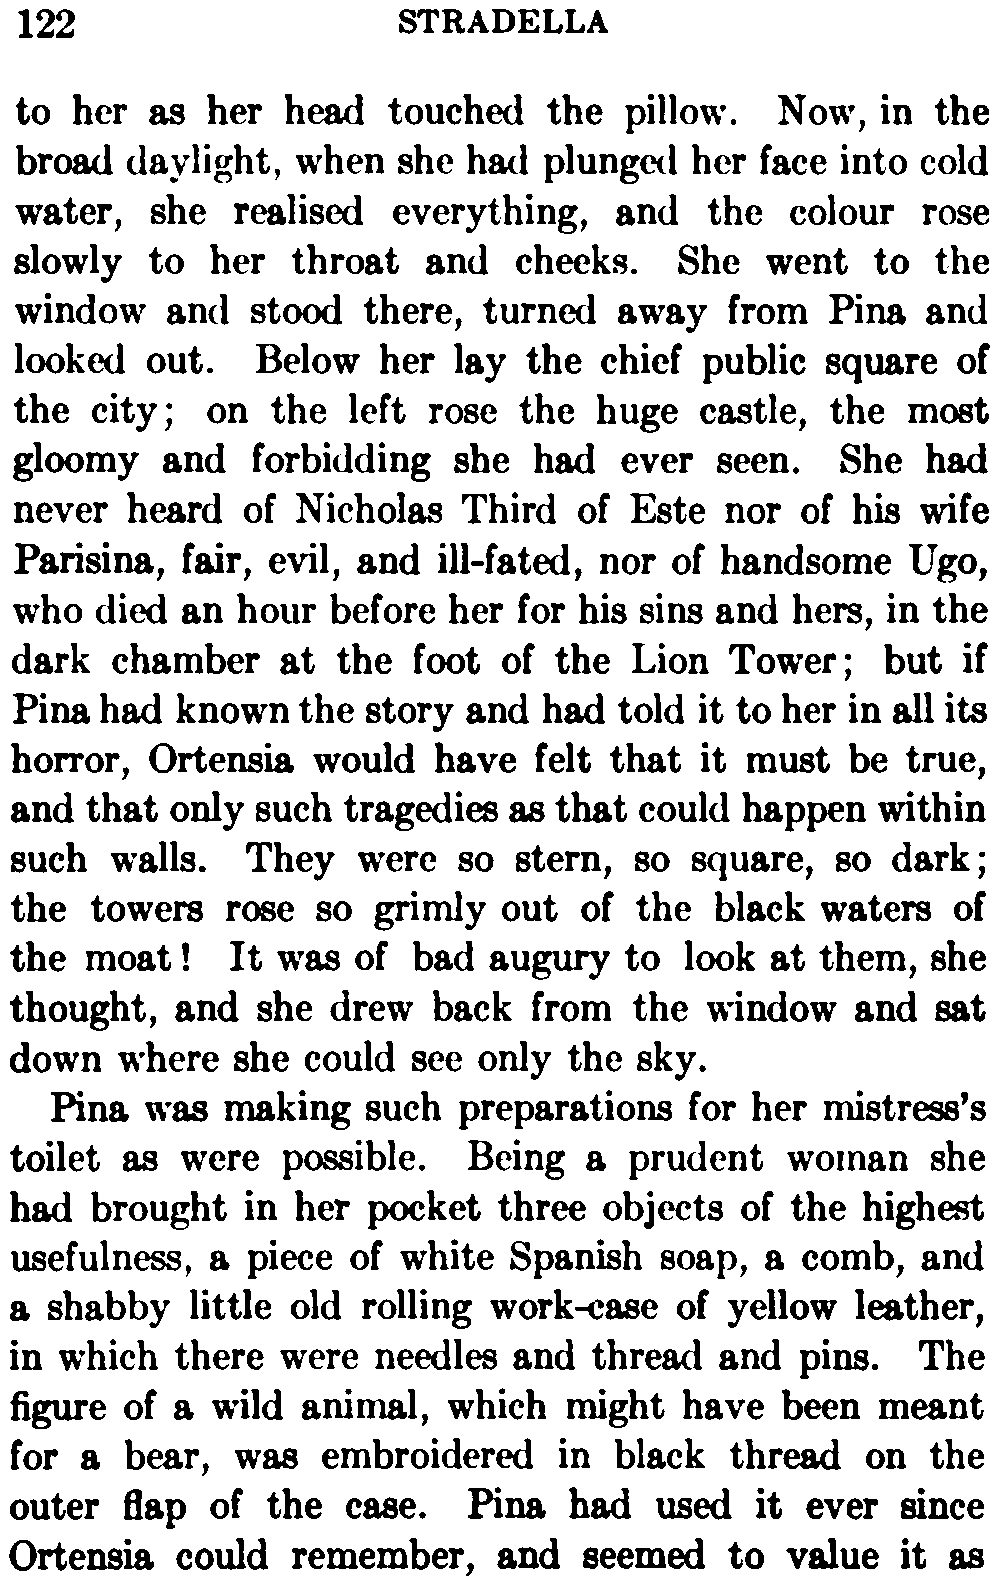 122 STRADELLA
to her as her head touched the pillow. Now, in the
broad daylight, when she had plunged her face into cold
water, she realised everything, and the colour rose
slowly to her throat and cheeks. She went to the
window and stood there, turned away from Pina and
looked out. Below her lay the chief public square of
the city; on the left rose the huge castle, the most
gloomy and forbidding she had ever seen. She had
never heard of Nicholas Third of Este nor of his wife
Parisina, fair, evil, and ill-fated, nor of handsome Ugo,
who died an hour before her for his sins and hers, in the
dark chamber at the foot of the Lion Tower; but if
Pina had known the story and had told it to her in all its
horror, Ortensia would have felt that it must be true,
and that only such tragedies as that could happen within
such walls. They were so stern, so square, so dark;
the towers rose so grimly out of the black waters of
the moat! It was of bad augury to look at them, she
thought, and she drew back from the window and sat
down where she could see only the sky.
Pina was making such preparations for her mistress's
toilet as were possible. Being a prudent woman she
had brought in her pocket three objects of the highest
usefulness, a piece of white Spanish soap, a comb, and
a shabby little old rolling work-case of yellow leather,
in which there were needles and thread and pins. The
figure of a wild animal, which might have been meant
for a bear, was embroidered in black thread on the
outer flap of the case. Pina had used it ever since
Ortensia could remember, and seemed to value it as